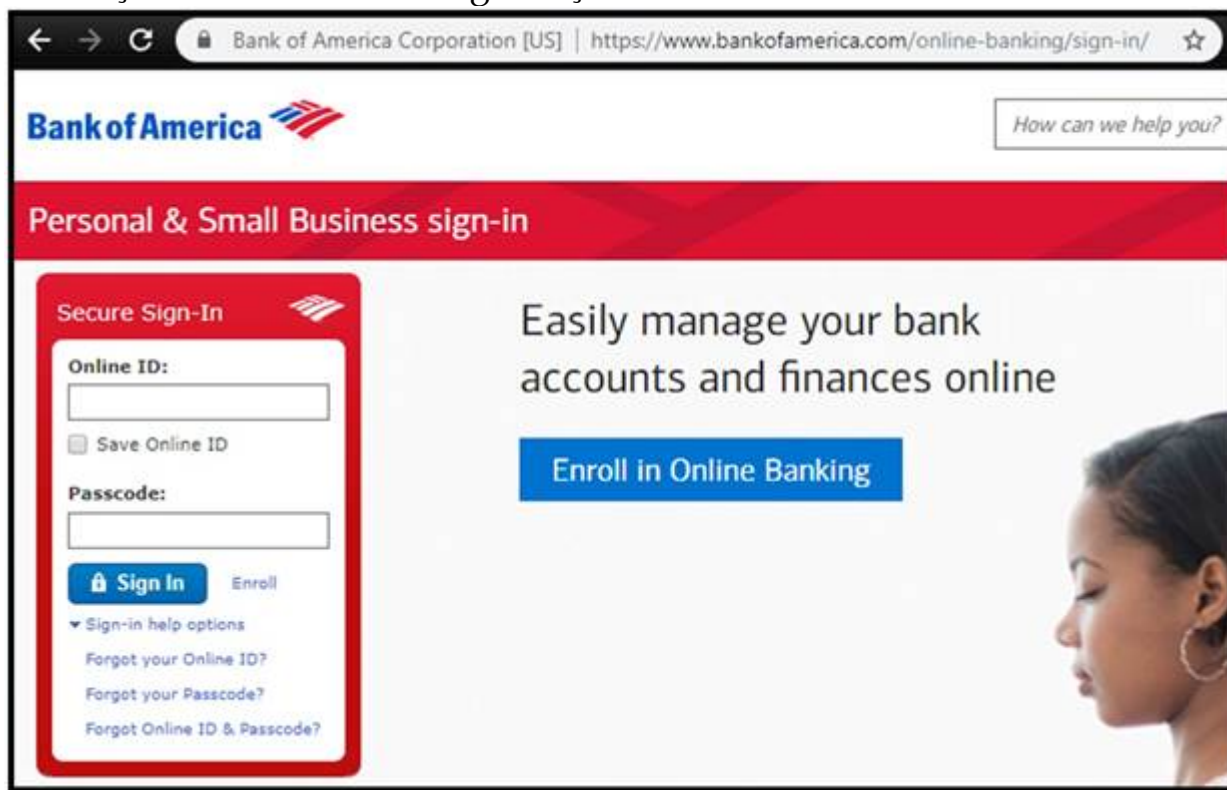 Bank of America Corporation [US] | https://www.bankofamerica.com/online-banking/sign-in/
Bank of America
How can we help you?
Personal & Small Business sign-in
Secure Sign-In
Online ID:
Save Online ID
Passcode:
Sign In Enroll
Sign-in help options
Forgot your Online ID?
Forgot your Passcode?
Forgot Online ID & Passcode?
Easily manage your bank
accounts and finances online
Enroll in Online Banking